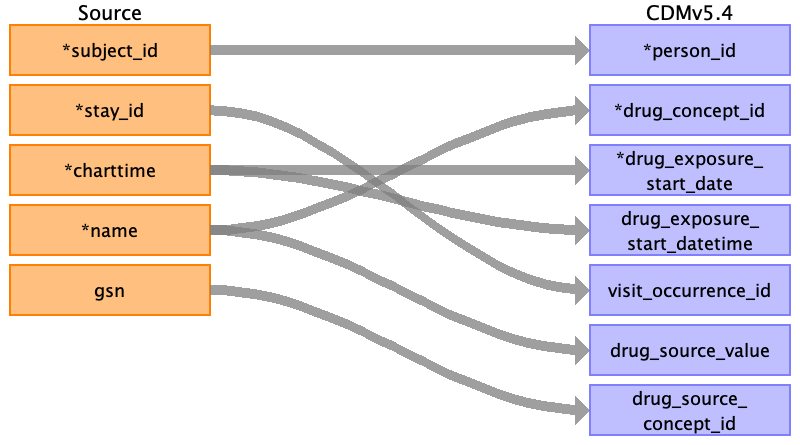 Source
CDMv5.4
*subject_id
*person_id
*stay_id
*drug_concept_id
*charttime
*drug_exposure_
start_date
*name
drug_exposure_
start_datetime
gsn
visit_occurrence_id
drug_source_value
drug_source_
concept_id